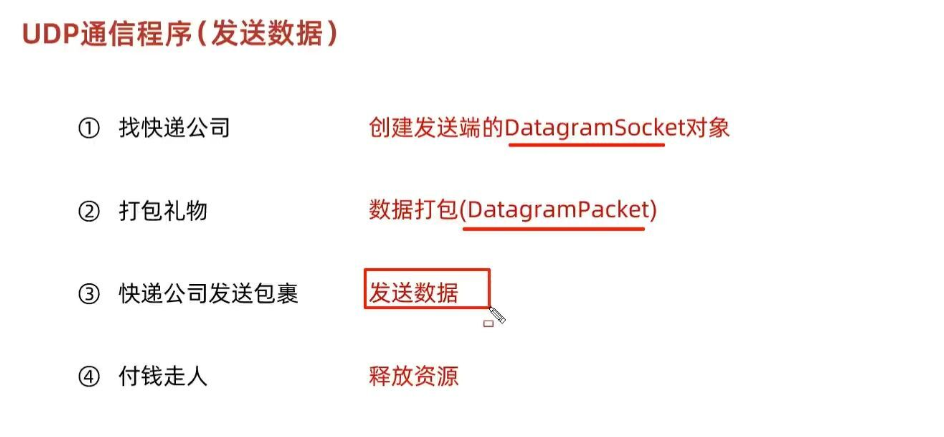 UDP通信程序(发送数据)
① 找快递公司 创建发送端的DatagramSocket对象
② 打包礼物 数据打包(DatagramPacket)
③ 快递公司发送包裹 发送数据
④ 付钱走人 释放资源